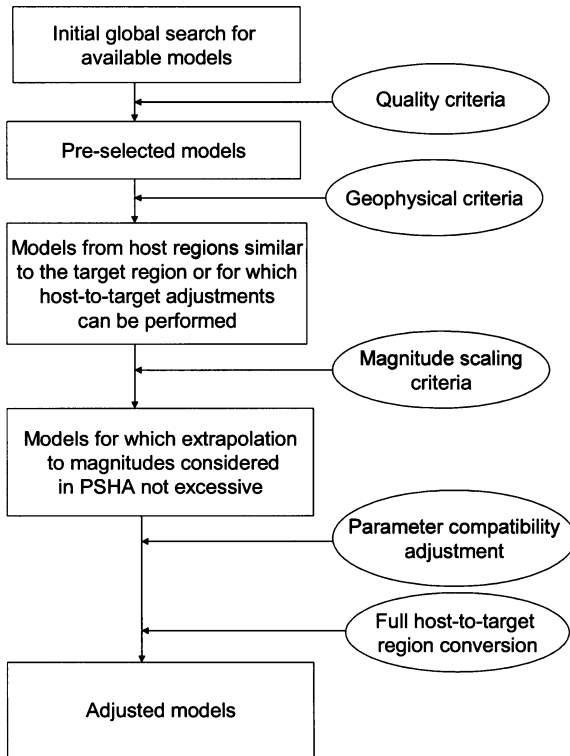 Initial global search for
available models
Quality criteria
Pre-selected models
Geophysical criteria
Models from host regions similar
to the target region or for which
host-to-target adjustments
can be performed
Magnitude scaling
criteria
Models for which extrapolation
to magnitudes considered
in PSHA not excessive
Parameter compatibility
adjustment
Full host-to-target
region conversion
Adjusted models